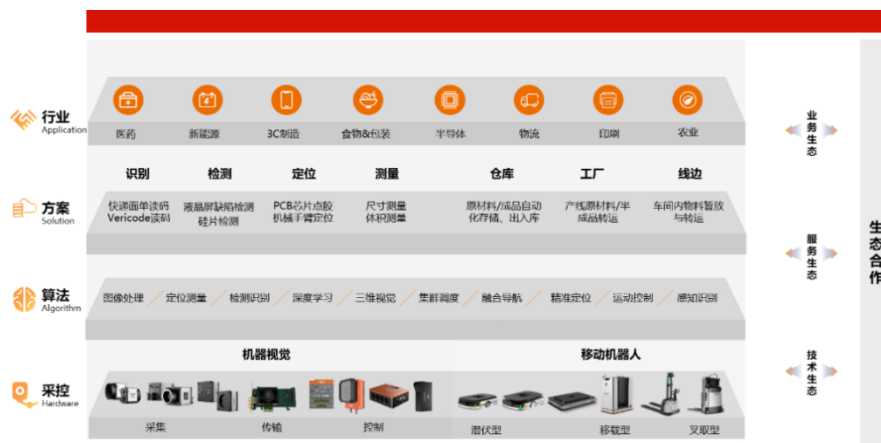 行业
Application
医药
新能源
3C制造
食物&包装
半导体
物流
印刷
农业
方案
Solution
识别
检测
定位
测量
仓库
工厂
线边
快递面单读码
Vericode读码
液晶屏缺陷检测
硅片检测
PCB芯片点胶
机械手臂定位
尺寸测量
体积测量
原材料/成品自动
化存储、出入库
产线原材料/半
成品转运
车间内物料暂放
与转运
算法
Algorithm
图像处理
定位测量
检测识别
深度学习
三维视觉
集群调度
融合导航
精准定位
运动控制
感知识别
采控
Hardware
机器视觉
移动机器人
采集
传输
控制
潜伏型
移载型
叉取型
业务生态
服务生态
技术生态
生态合作